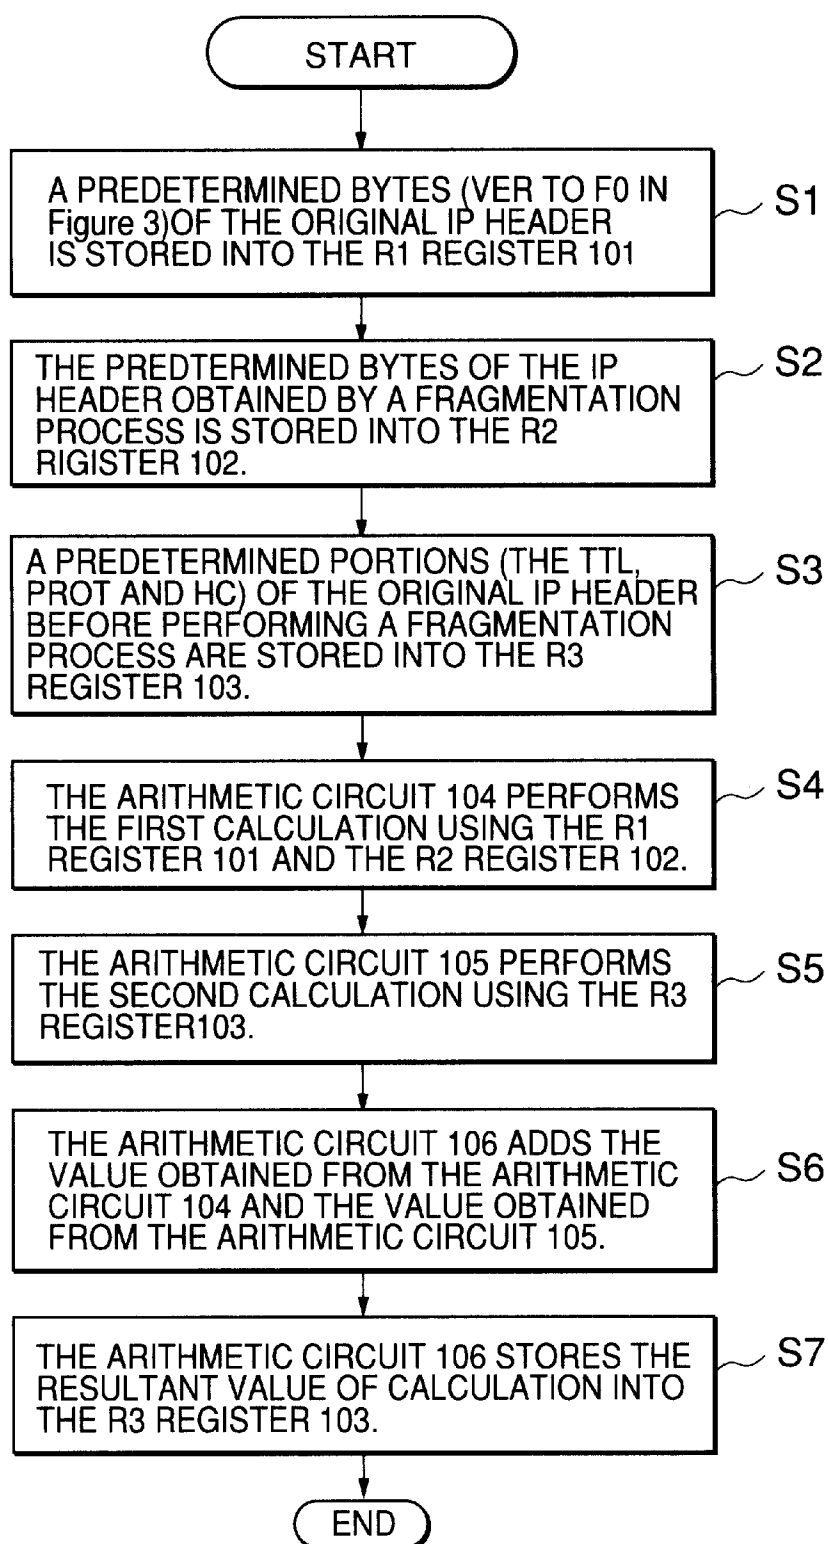 START
A PREDETERMINED BYTES (VER TO F0 IN
Figure 3)OF THE ORIGINAL IP HEADER
IS STORED INTO THE R1 REGISTER 101
S1
THE PREDTERMINED BYTES OF THE IP
HEADER OBTAINED BY A FRAGMENTATION
PROCESS IS STORED INTO THE R2
RIGISTER 102.
S2
A PREDETERMINED PORTIONS (THE TTL,
PROT AND HC) OF THE ORIGINAL IP HEADER
BEFORE PERFORMING A FRAGMENTATION
PROCESS ARE STORED INTO THE R3
REGISTER 103.
S3
THE ARITHMETIC CIRCUIT 104 PERFORMS
THE FIRST CALCULATION USING THE R1
REGISTER 101 AND THE R2 REGISTER 102.
S4
THE ARITHMETIC CIRCUIT 105 PERFORMS
THE SECOND CALCULATION USING THE R3
REGISTER103.
S5
THE ARITHMETIC CIRCUIT 106 ADDS THE
VALUE OBTAINED FROM THE ARITHMETIC
CIRCUIT 104 AND THE VALUE OBTAINED
FROM THE ARITHMETIC CIRCUIT 105.
S6
THE ARITHMETIC CIRCUIT 106 STORES THE
RESULTANT VALUE OF CALCULATION INTO
THE R3 REGISTER 103.
S7
END